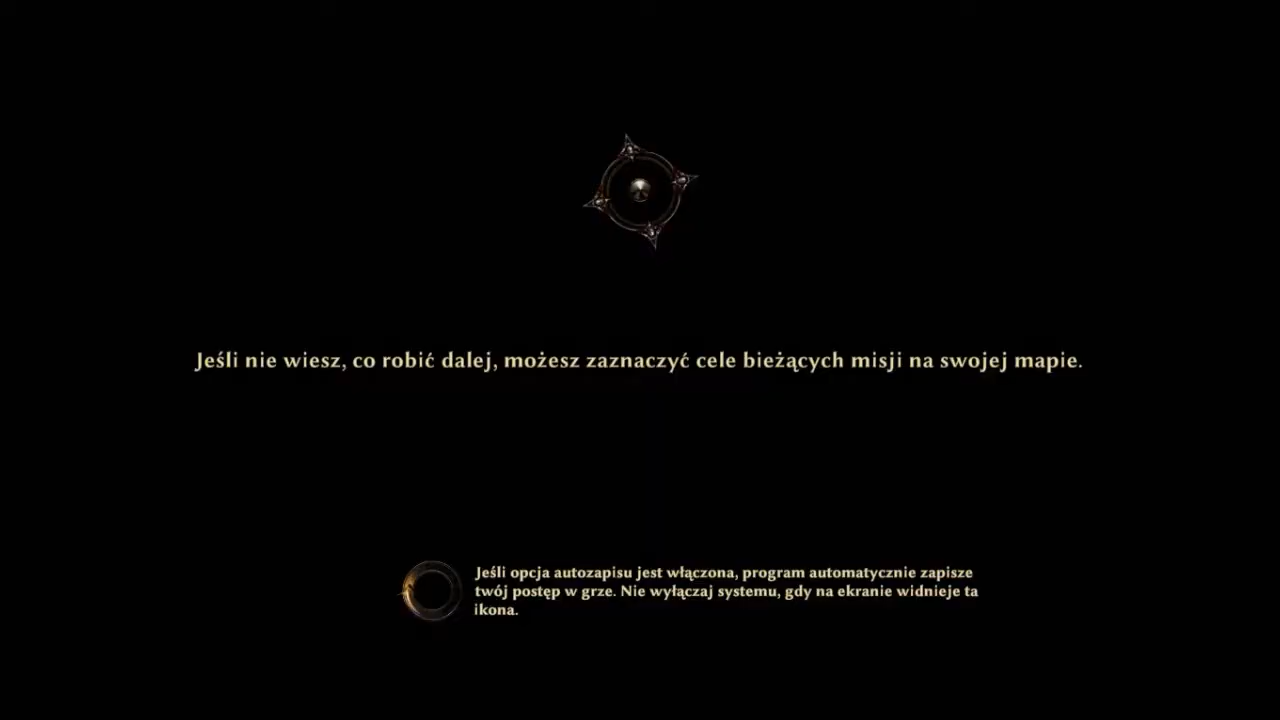 Jeśli nie wiesz, co robić dalej, możesz zaznaczyć cele bieżących misji na swojej mapie.
Jeśli opcja autozapisu jest włączona, program automatycznie zapisze
twój postęp w grze. Nie wyłączaj systemu, gdy na ekranie widnieje ta
ikona.